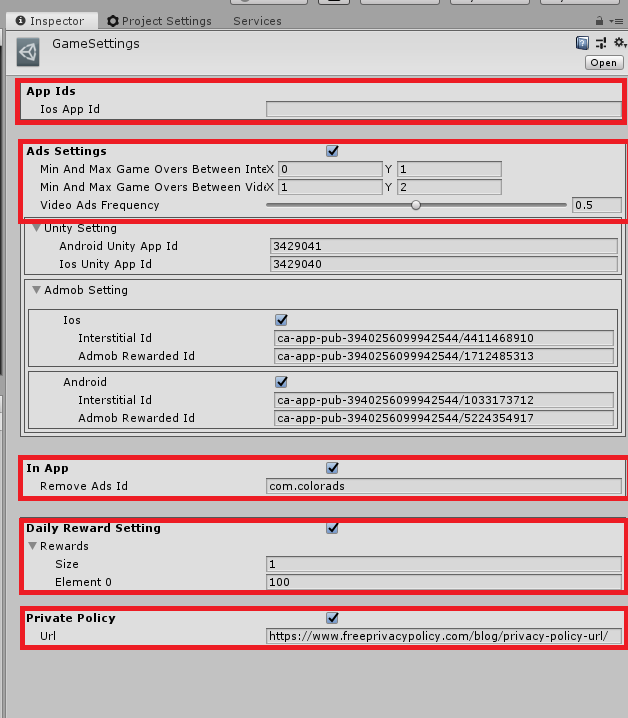 Inspector Project Settings Services
GameSettings
Open
App Ids
Ios App Id
Ads Settings
Min And Max Game Overs Between Inte X 0 Y 1
Min And Max Game Overs Between Vide X 1 Y 2
Video Ads Frequency 0.5
Unity Setting
Android Unity App Id 3429041
Ios Unity App Id 3429040
Admob Setting
Ios
Interstitial Id ca-app-pub-3940256099942544/4411468910
Admob Rewarded Id ca-app-pub-3940256099942544/1712485313
Android
Interstitial Id ca-app-pub-3940256099942544/1033173712
Admob Rewarded Id ca-app-pub-3940256099942544/5224354917
In App
Remove Ads Id com.colorads
Daily Reward Setting
Rewards
Size 1
Element 0 100
Private Policy
Url https://www.freeprivacypolicy.com/blog/privacy-policy-url/